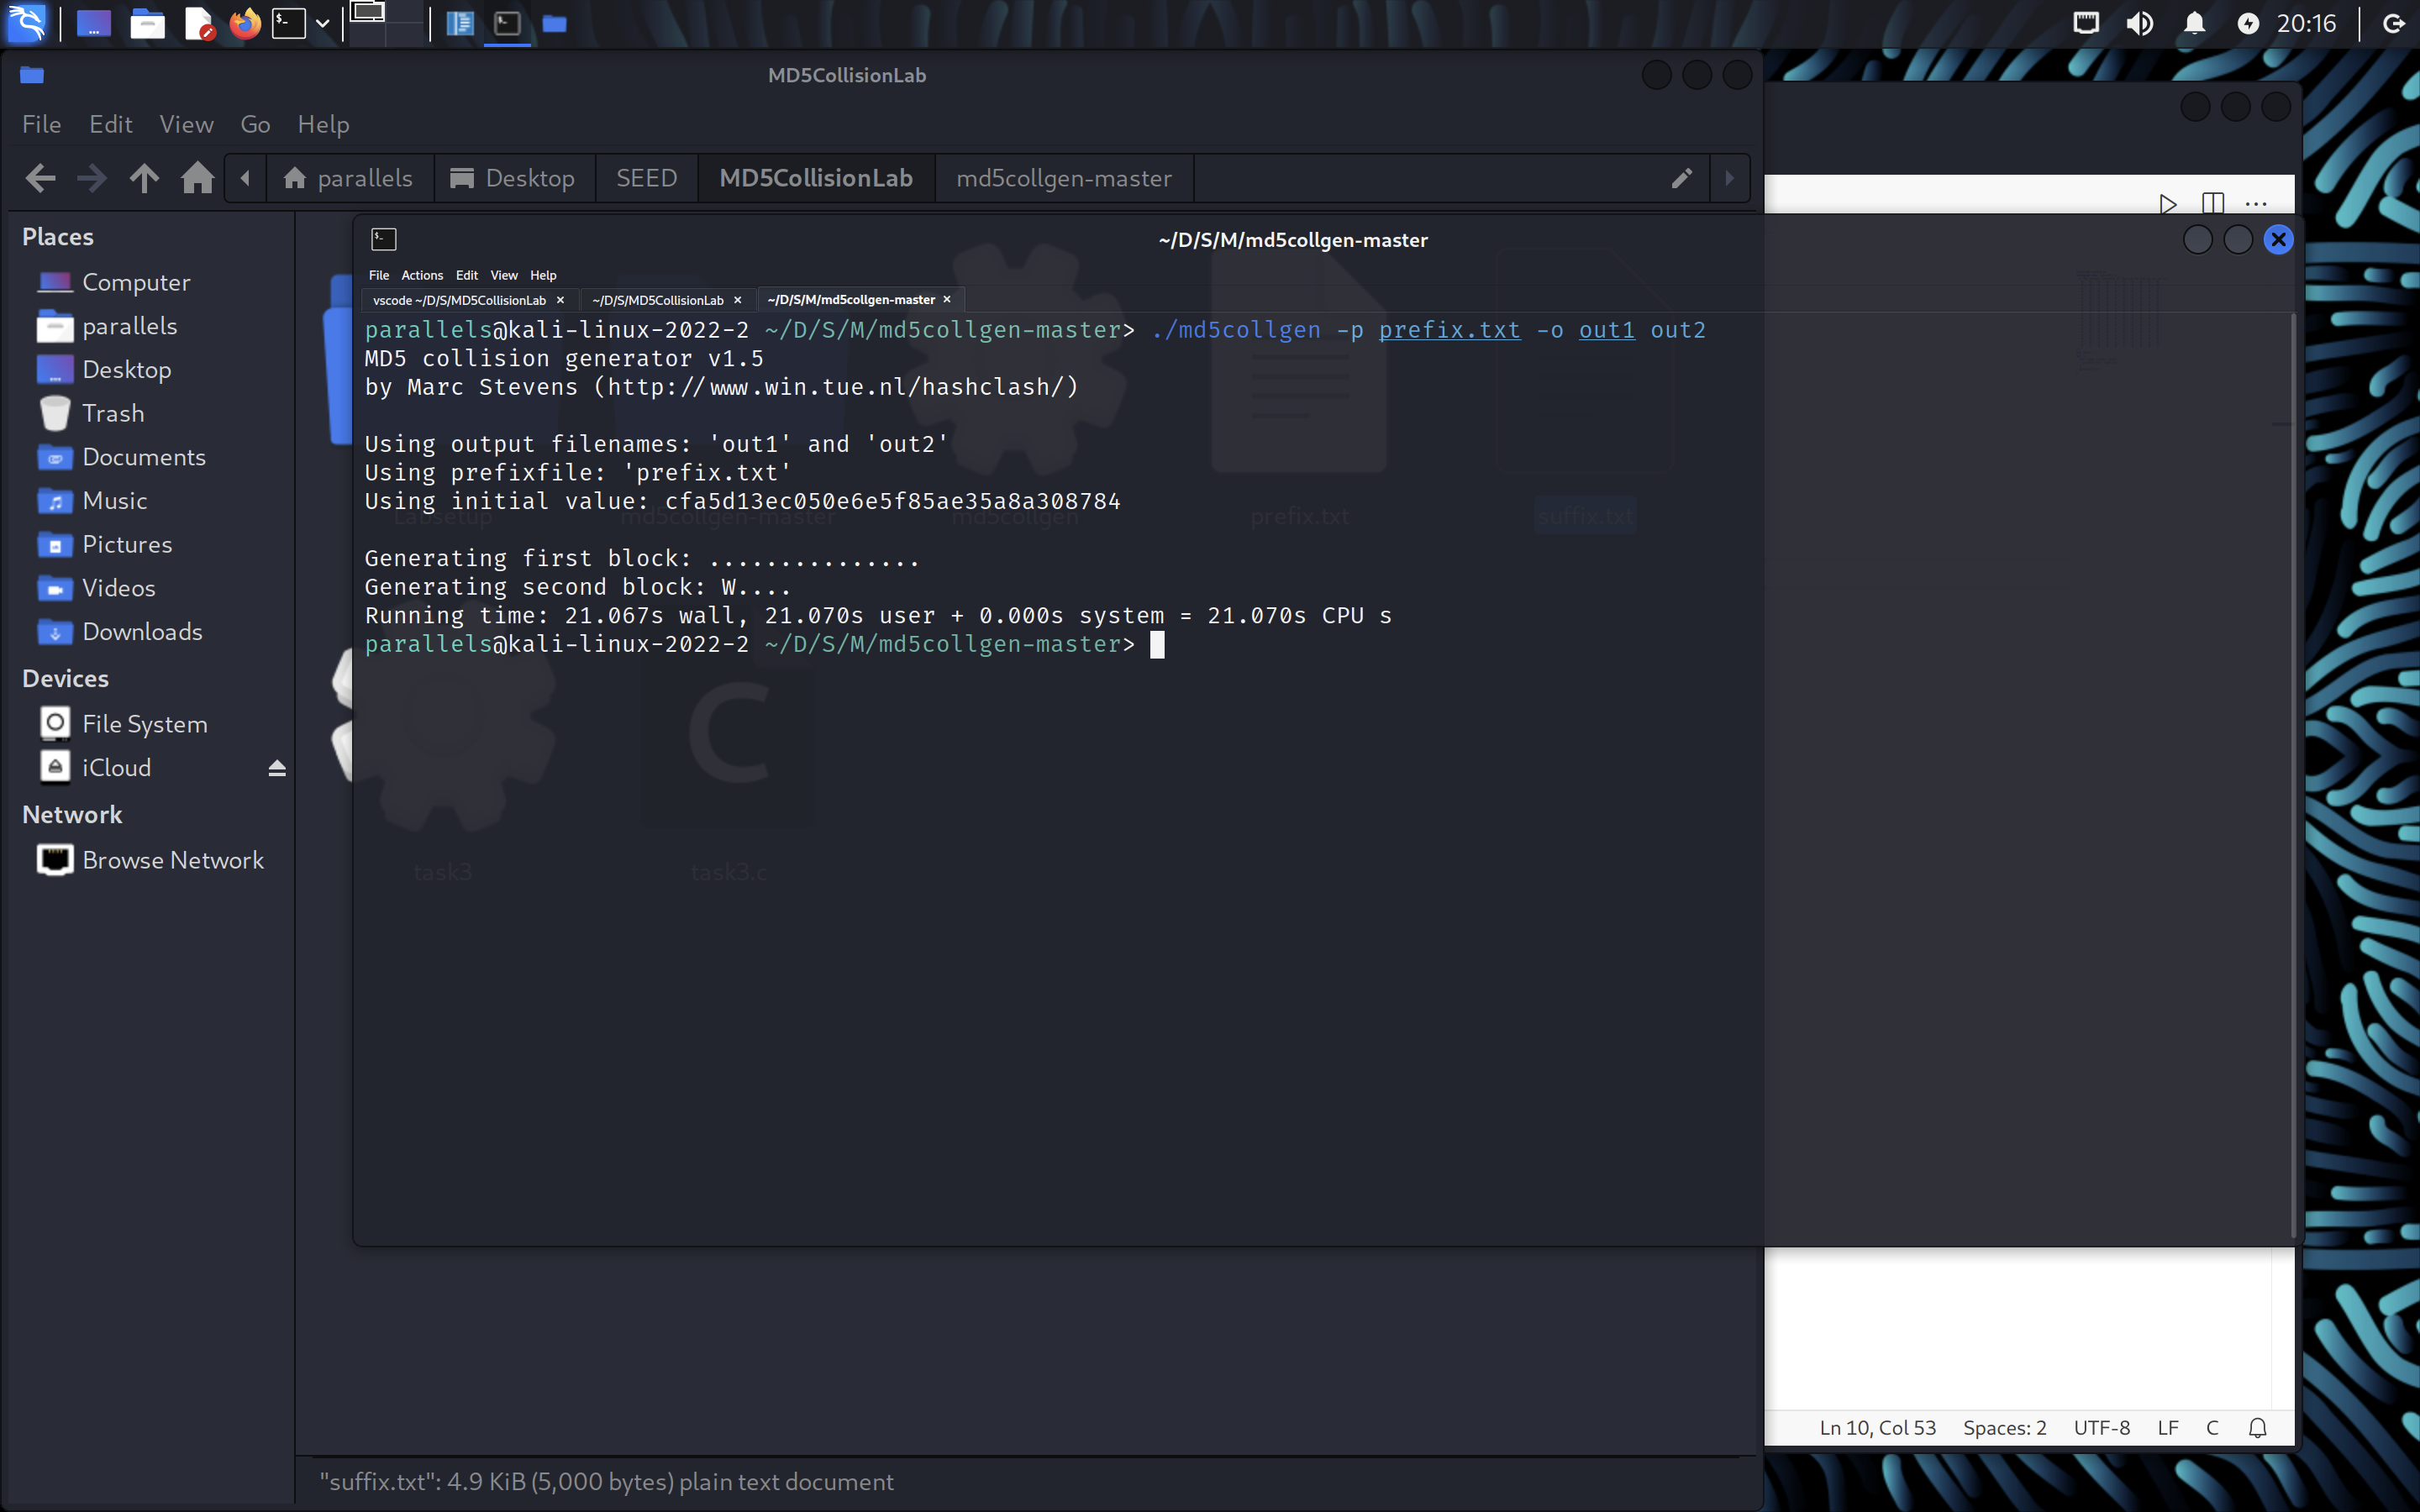 20:16
MD5CollisionLab
File Edit View Go Help
parallels Desktop SEED MD5CollisionLab md5collgen-master
Places
Computer
parallels
Desktop
Trash
Documents
Music
Pictures
Videos
Downloads
Devices
File System
iCloud
Network
Browse Network
~/D/S/M/md5collgen-master
File Actions Edit View Help
vscode ~/D/S/MD5CollisionLab × ~/D/S/MD5CollisionLab × ~/D/S/M/md5collgen-master ×
parallels@kali-linux-2022-2 ~/D/S/M/md5collgen-master> ./md5collgen -p prefix.txt -o out1 out2
MD5 collision generator v1.5
by Marc Stevens (http://www.win.tue.nl/hashclash/)
Using output filenames: 'out1' and 'out2'
Using prefixfile: 'prefix.txt'
Using initial value: cfa5d13ec050e6e5f85ae35a8a308784
Labsetup md5collgen-master md5collgen prefix.txt suffix.txt
Generating first block: ...............
Generating second block: W....
Running time: 21.067s wall, 21.070s user + 0.000s system = 21.070s CPU s
parallels@kali-linux-2022-2 ~/D/S/M/md5collgen-master>
C
task3 task3.c
Ln 10, Col 53 Spaces: 2 UTF-8 LF C
"suffix.txt": 4.9 KiB (5,000 bytes) plain text document